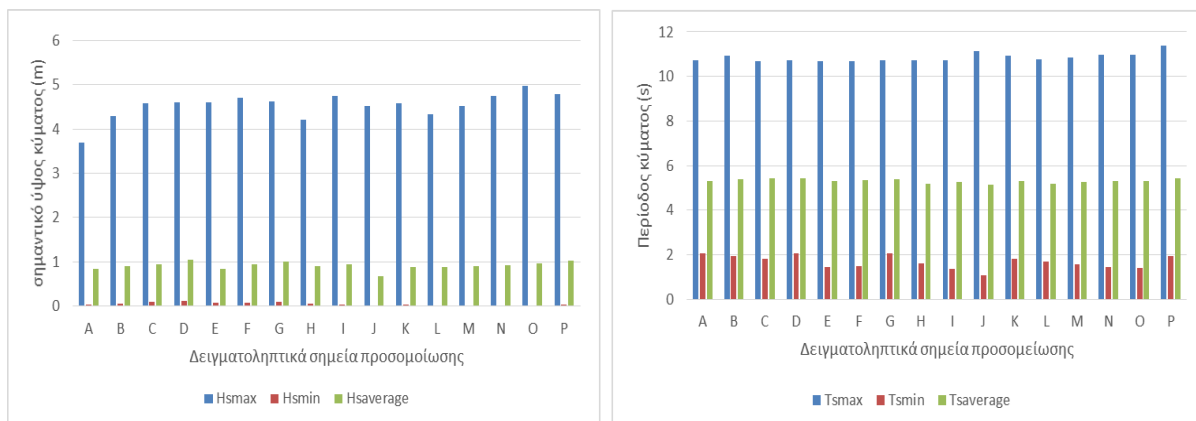 σημαντικό ύψος κύματος (m)
6
5
4
3
2
1
0
A B C D E F G H I J K L M N O P
Δειγματοληπτικά σημεία προσομοίωσης
Hsmax Hsmin Hsaverage
Περίοδος κύματος (s)
12
10
8
6
4
2
0
A B C D E F G H I J K L M N O P
Δειγματοληπτικά σημεία προσομείωσης
Tsmax Tsmin Tsaverage